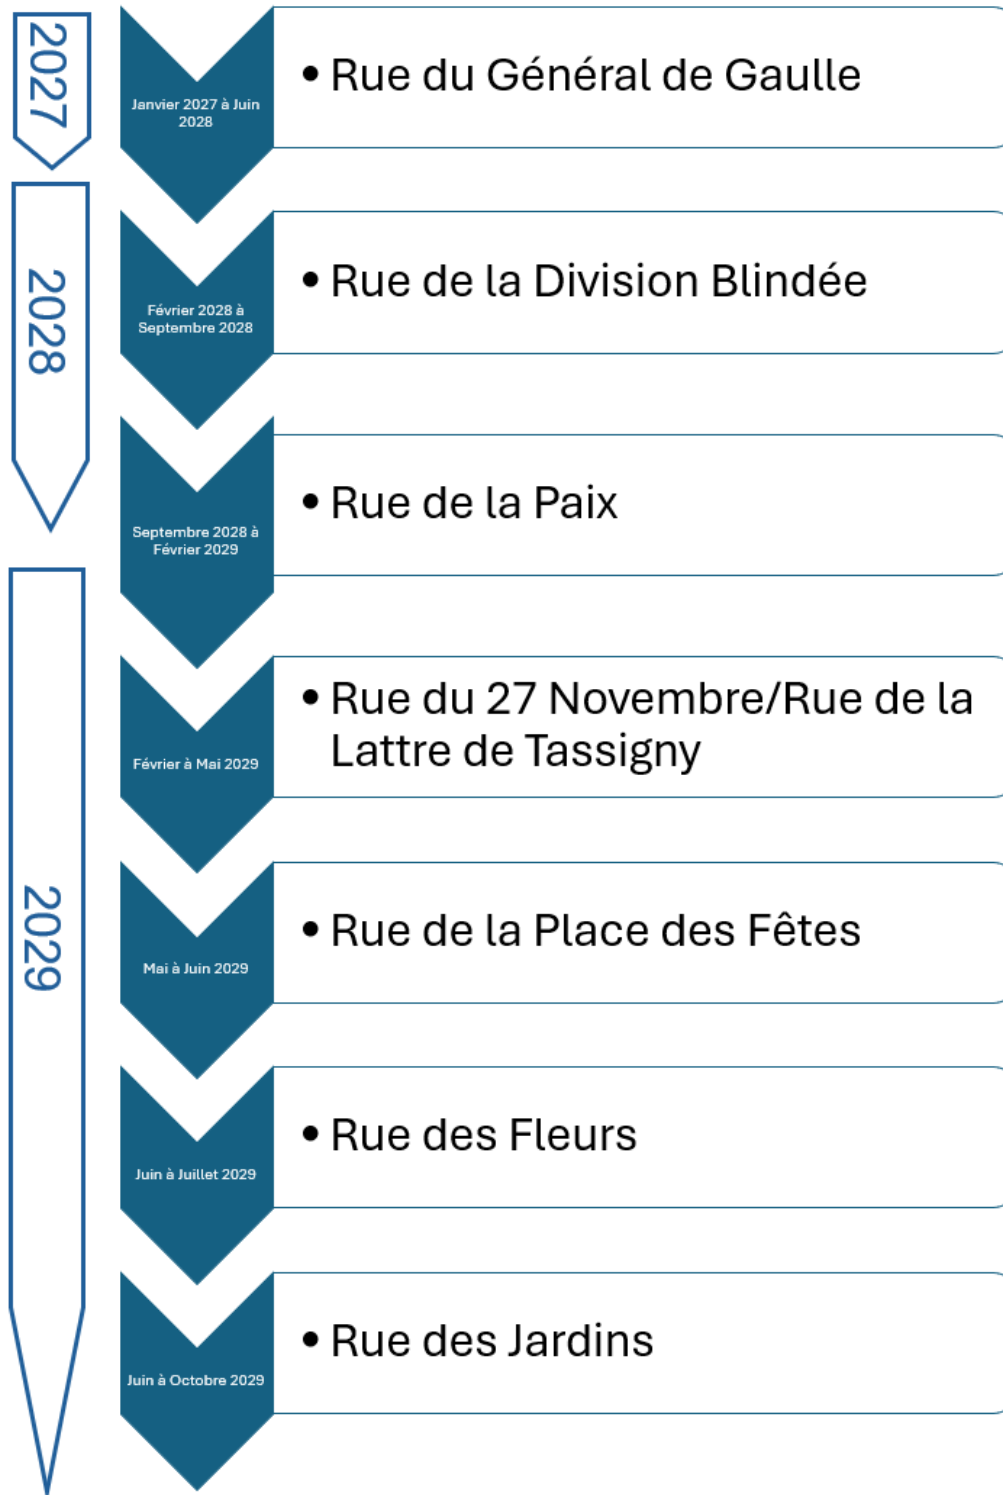 2027
Janvier 2027 à Juin
2028
• Rue du Général de Gaulle
2028
Février 2028 à
Septembre 2028
• Rue de la Division Blindée
Septembre 2028 à
Février 2029
• Rue de la Paix
2029
Février à Mai 2029
• Rue du 27 Novembre/Rue de la
Lattre de Tassigny
Mai à Juin 2029
• Rue de la Place des Fêtes
Juin à Juillet 2029
• Rue des Fleurs
Juin à Octobre 2029
• Rue des Jardins